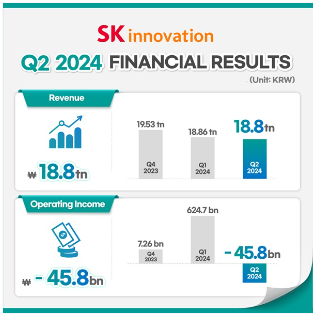 SK innovation
Q2 2024 FINANCIAL RESULTS
(Unit: KRW)
Revenue
₩ 18.8tn
19.53 tn
18.86 tn
18.8tn
Q4
2023
Q1
2024
Q2
2024
Operating Income
₩ - 45.8bn
7.26 bn
624.7 bn
- 45.8bn
Q4
2023
Q1
2024
Q2
2024